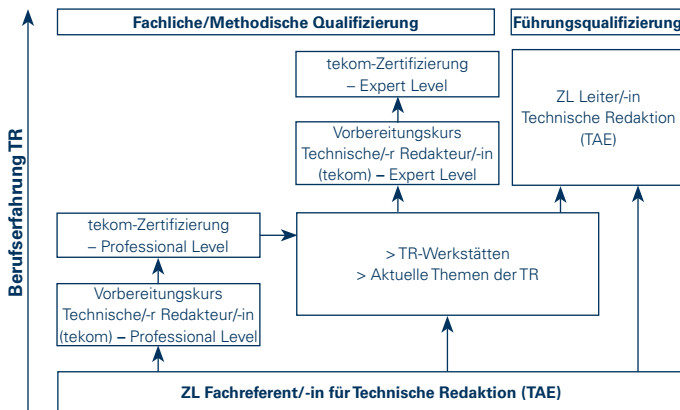 Fachliche/Methodische Qualifizierung
Führungsqualifizierung
tekom-Zertifizierung
– Expert Level
ZL Leiter/-in
Technische Redaktion
(TAE)
Vorbereitungskurs
Technische/-r Redakteur/-in
(tekom) – Expert Level
Berufserfahrung TR
tekom-Zertifizierung
– Professional Level
> TR-Werkstätten
> Aktuelle Themen der TR
Vorbereitungskurs
Technische/-r Redakteur/-in
(tekom) – Professional Level
ZL Fachreferent/-in für Technische Redaktion (TAE)